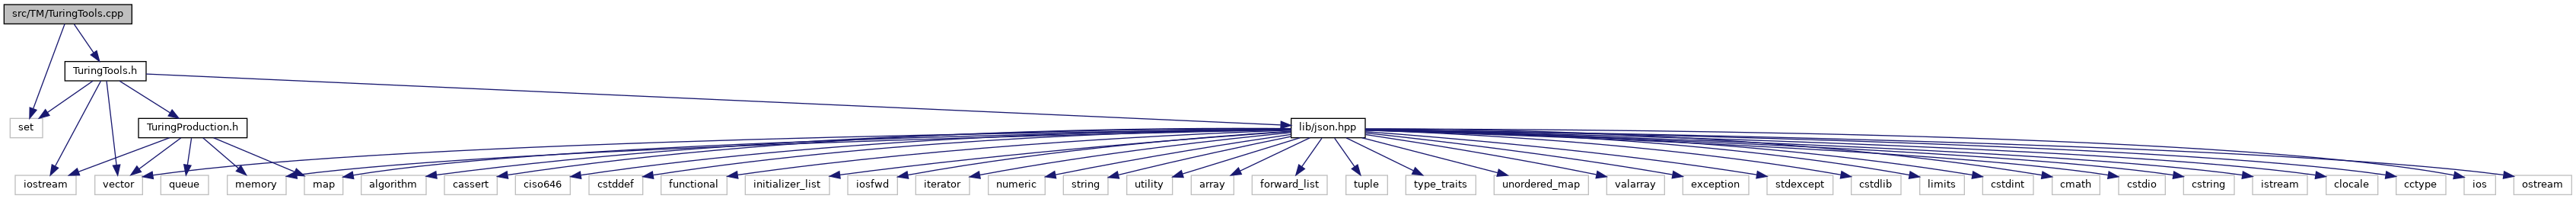 src/TM/TuringTools.cpp
TuringTools.h
set
TuringProduction.h
lib/json.hpp
iostream
vector
queue
memory
map
algorithm
cassert
ciso646
cstddef
functional
initializer_list
iosfwd
iterator
numeric
string
utility
array
forward_list
tuple
type_traits
unordered_map
valarray
exception
stdexcept
cstdlib
limits
cstdint
cmath
cstdio
cstring
istream
clocale
cctype
ios
ostream